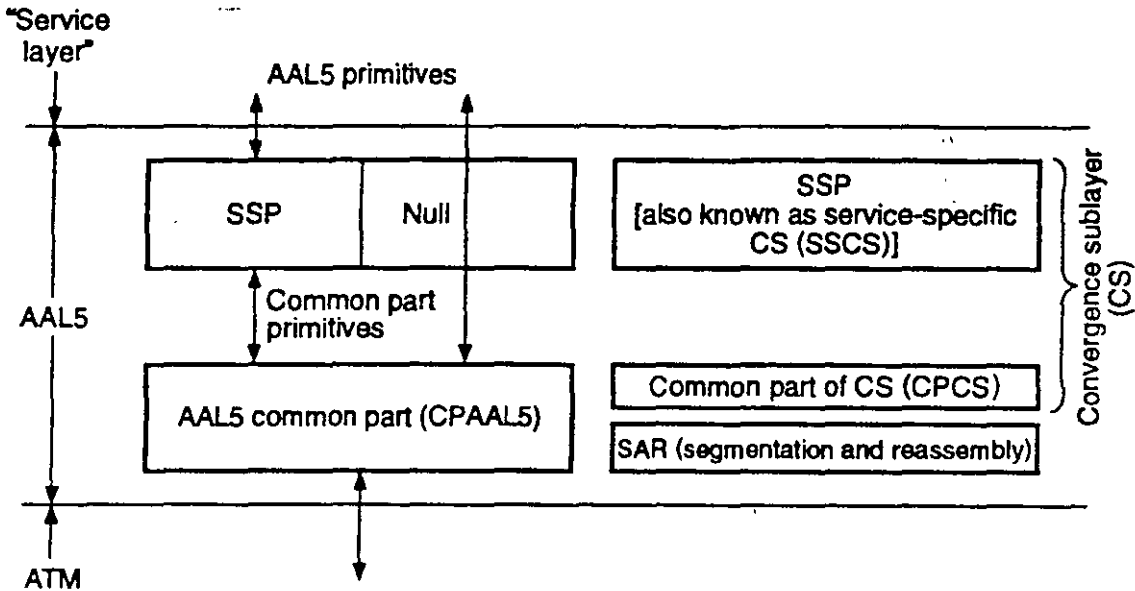 "Service
layer"
AAL5 primitives
SSP
Null
SSP
[also known as service-specific
CS (SSCS)]
Convergence sublayer
(CS)
AAL5
Common part
primitives
AAL5 common part (CPAAL5)
Common part of CS (CPCS)
SAR (segmentation and reassembly)
ATM